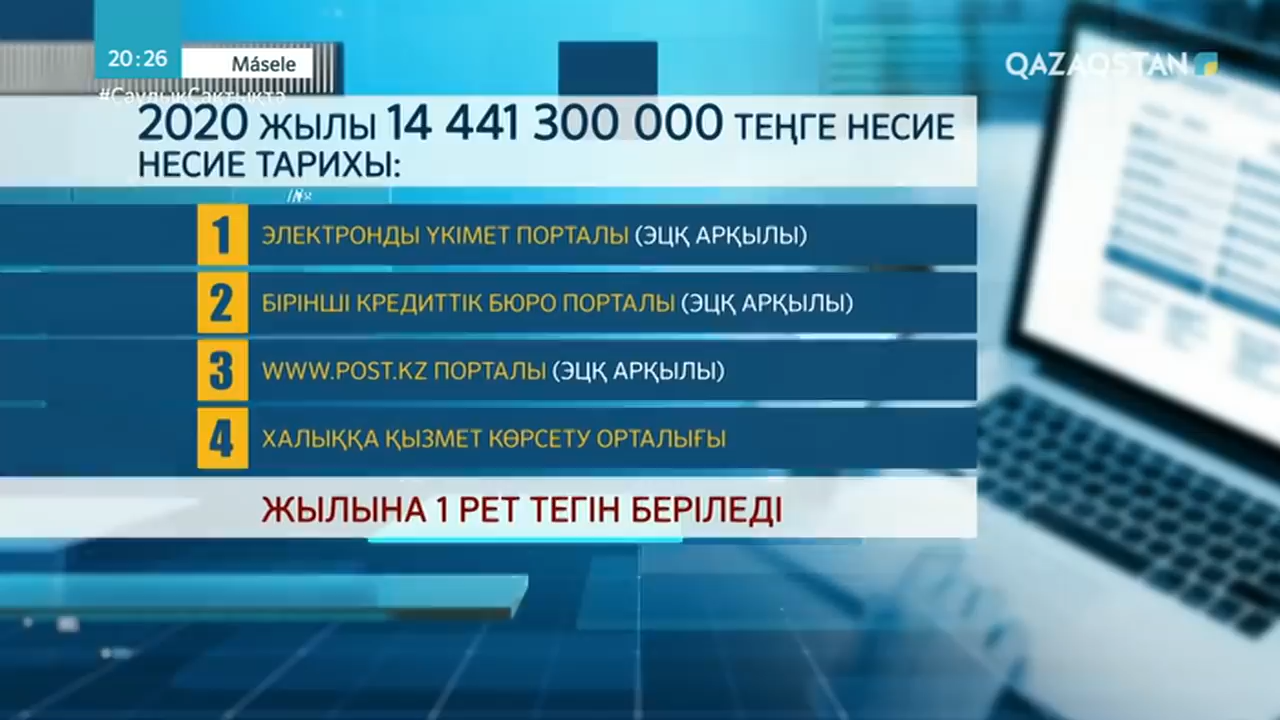 20:26
Másele
QAZAQSTAN
#СаулықСақтықта
2020 ЖЫЛЫ 14 441 300 000 ТЕҢГЕ НЕСИЕ
НЕСИЕ ТАРИХЫ:
1 ЭЛЕКТРОНДЫ ҮКІМЕТ ПОРТАЛЫ (ЭЦҚ АРҚЫЛЫ)
2 БІРІНШІ КРЕДИТТІК БЮРО ПОРТАЛЫ (ЭЦҚ АРҚЫЛЫ)
3 WWW.POST.KZ ПОРТАЛЫ (ЭЦҚ АРҚЫЛЫ)
4 ХАЛЫҚҚА ҚЫЗМЕТ КӨРСЕТУ ОРТАЛЫҒЫ
ЖЫЛЫНА 1 РЕТ ТЕГІН БЕРІЛЕДІ